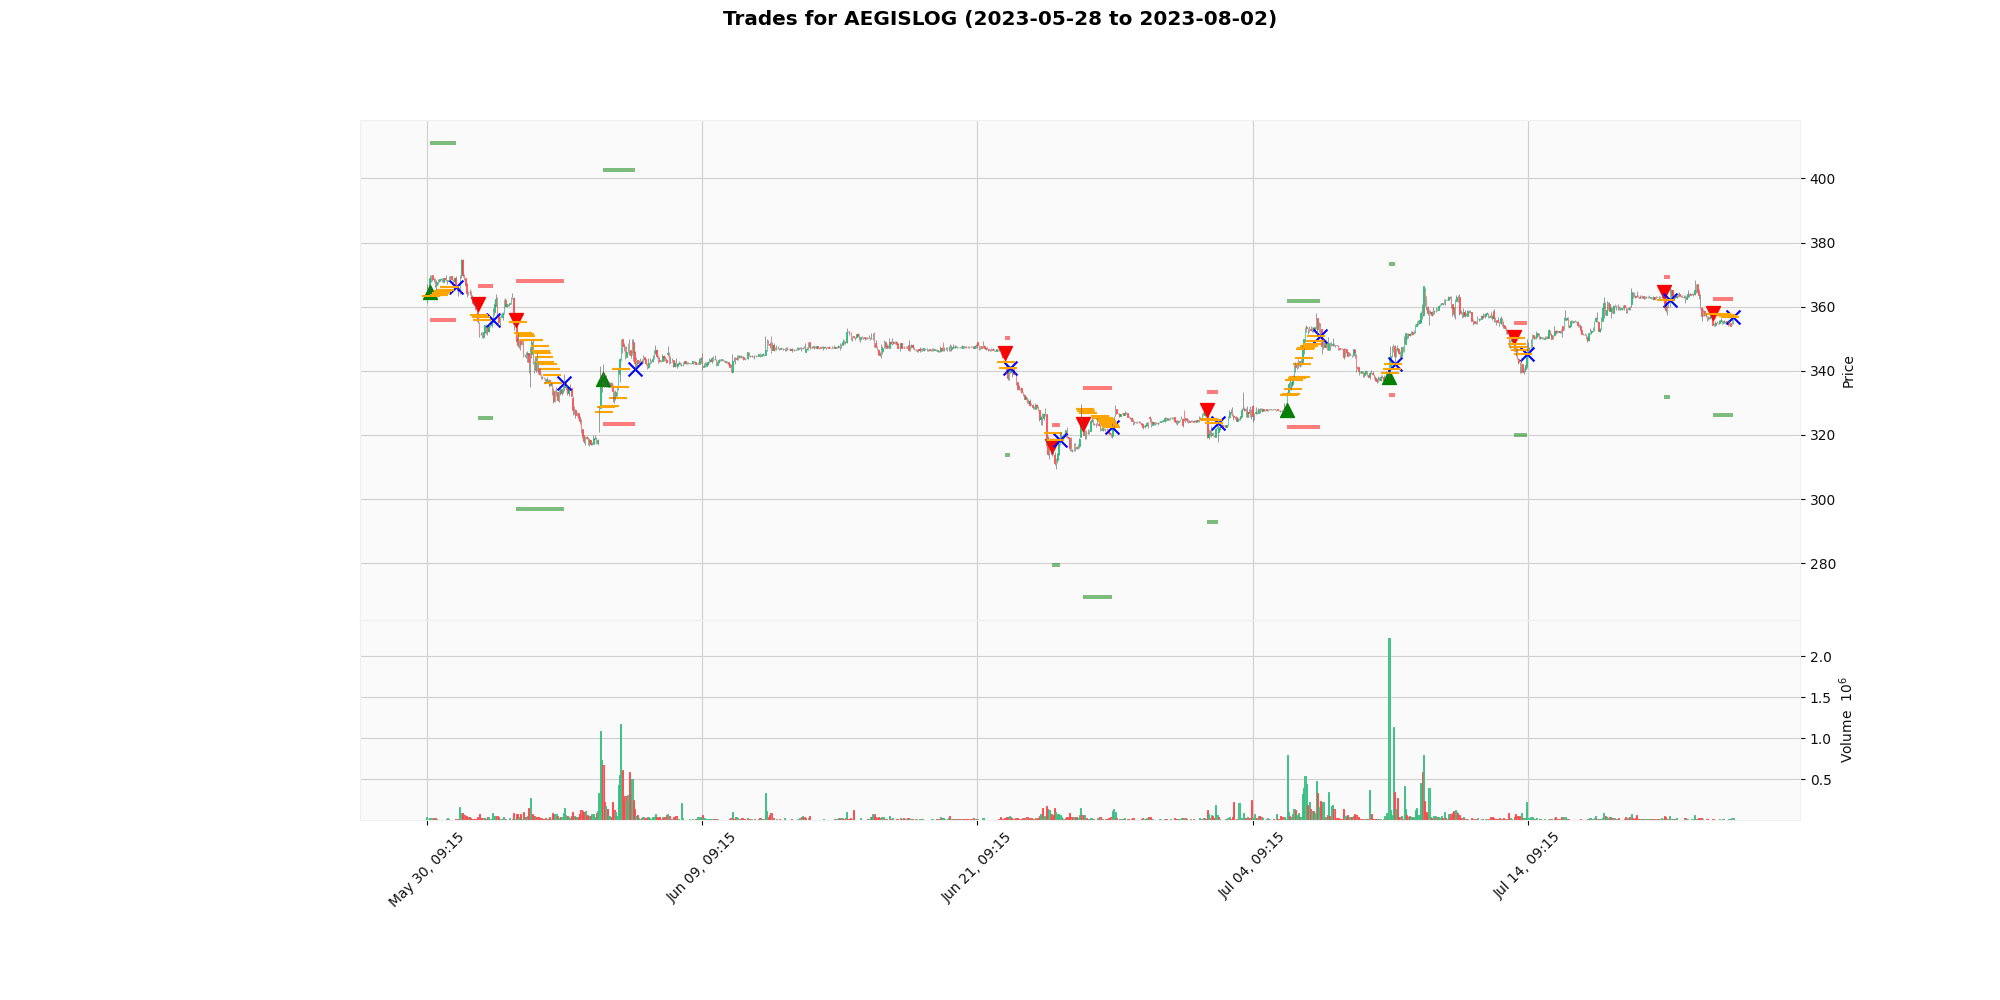 Trades for AEGISLOG (2023-05-28 to 2023-08-02)
400
380
360
340
320
300
280
Price
2.0
1.5
1.0
0.5
Volume 10^6
May 30, 09:15
Jun 09, 09:15
Jun 21, 09:15
Jul 04, 09:15
Jul 14, 09:15